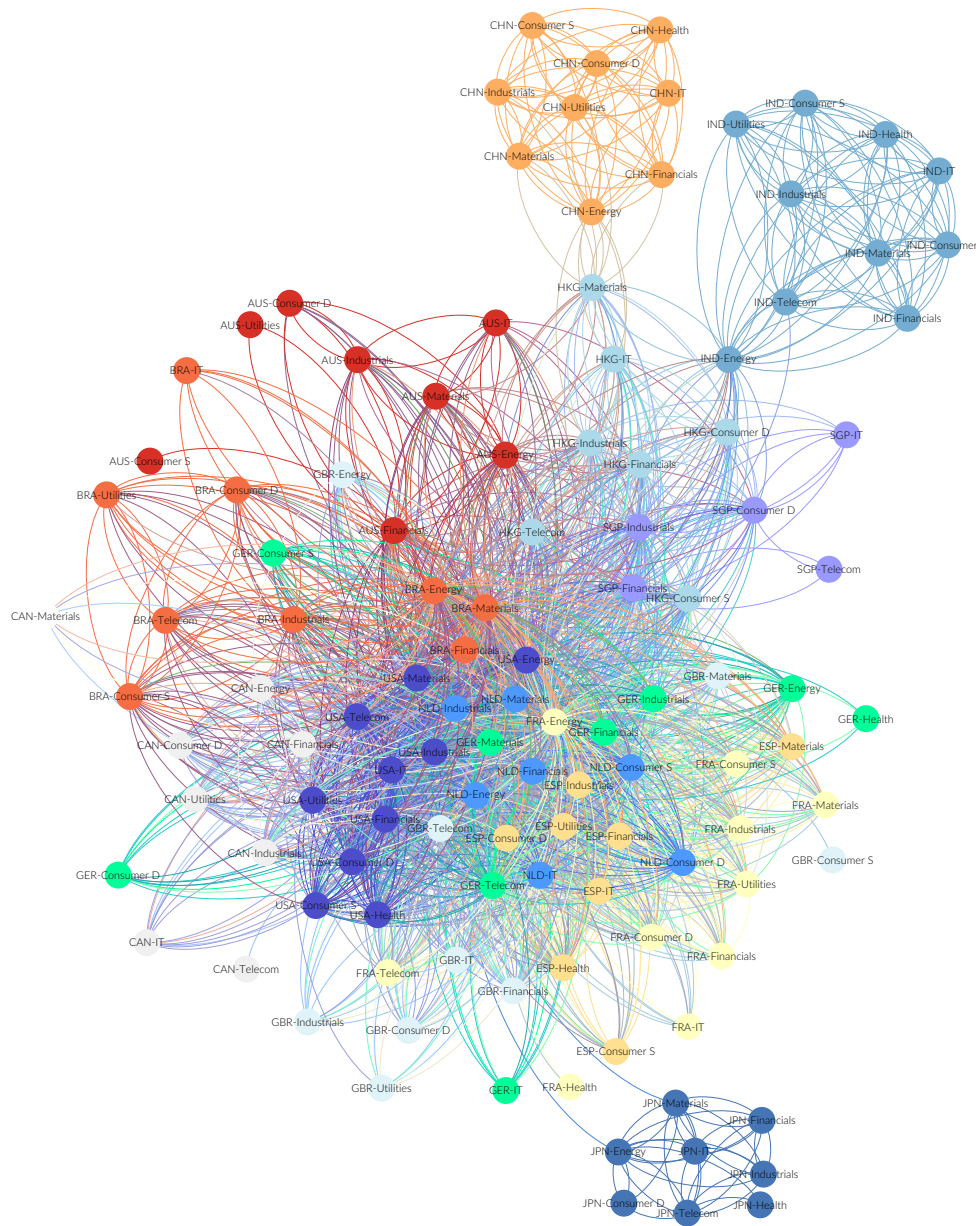 CHN-Consumer S
CHN-Health
CHN-Consumer D
CHN-Industrials
CHN-IT
CHN-Utilities
IND-Consumer S
IND-Utilities
IND-Health
CHN-Materials
IND-IT
CHN-Financials
IND-Industrials
CHN-Energy
IND-Consumer
IND-Materials
HKG-Materials
AUS-Consumer D
IND-Telecom
IND-Financials
AUS-Utilities
AUS-IT
AUS-Industrials
HKG-IT
IND-Energy
BRA-IT
AUS-Materials
HKG-Consumer D
SGP-IT
HKG-Industrials
AUS-Energy
AUS-Consumer S
HKG-Financials
GBR-Energy
BRA-Consumer D
BRA-Utilities
SGP-Consumer D
AUS-Financials
HKG-Telecom
SGP-Industrials
GER-Consumer S
SGP-Telecom
BRA-Energy
SGP-Financials
HKG-Consumer S
BRA-Materials
CAN-Materials
BRA-Telecom
BRA-Industrials
BRA-Financials
USA-Energy
USA-Materials
GBR-Materials
CAN-Energy
GER-Energy
BRA-Consumer S
NLD-Materials
GER-Industrials
NLD-Industrials
USA-Telecom
FRA-Energy
GER-Health
GER-Financials
CAN-Consumer D
CAN-Financials
GER-Materials
ESP-Materials
USA-Industrials
FRA-Consumer S
USA-IT
NLD-Financials
NLD-Consumer S
ESP-Industrials
NLD-Energy
CAN-Utilities
USA-Utilities
FRA-Materials
USA-Financials
GBR-Telecom
ESP-Utilities
FRA-Industrials
ESP-Consumer D
ESP-Financials
CAN-Industrials
USA-Consumer D
NLD-Consumer D
GBR-Consumer S
GER-Consumer D
NLD-IT
GER-Telecom
FRA-Utilities
ESP-IT
USA-Consumer S
USA-Health
FRA-Consumer D
CAN-IT
FRA-Financials
GBR-IT
CAN-Telecom
ESP-Health
FRA-Telecom
GBR-Financials
GBR-Industrials
FRA-IT
GBR-Consumer D
ESP-Consumer S
GBR-Utilities
GER-IT
FRA-Health
JPN-Materials
JPN-Financials
JPN-Energy
JPN-IT
JPN-Industrials
JPN-Consumer D
JPN-Health
JPN-Telecom